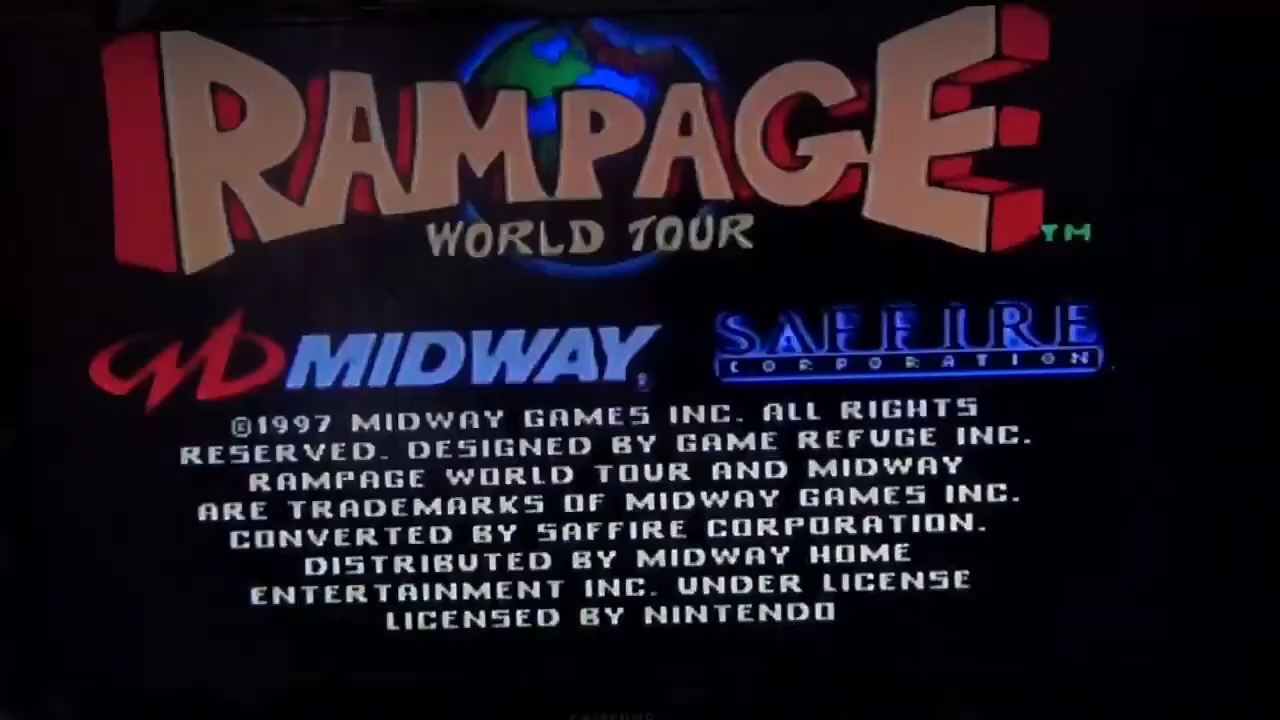 RAMPAGE
WORLD TOUR
TM
MIDWAY®
SAFFIRE
CORPORATION
©1997 MIDWAY GAMES INC. ALL RIGHTS
RESERVED. DESIGNED BY GAME REFUGE INC.
RAMPAGE WORLD TOUR AND MIDWAY
ARE TRADEMARKS OF MIDWAY GAMES INC.
CONVERTED BY SAFFIRE CORPORATION.
DISTRIBUTED BY MIDWAY HOME
ENTERTAINMENT INC. UNDER LICENSE
LICENSED BY NINTENDO